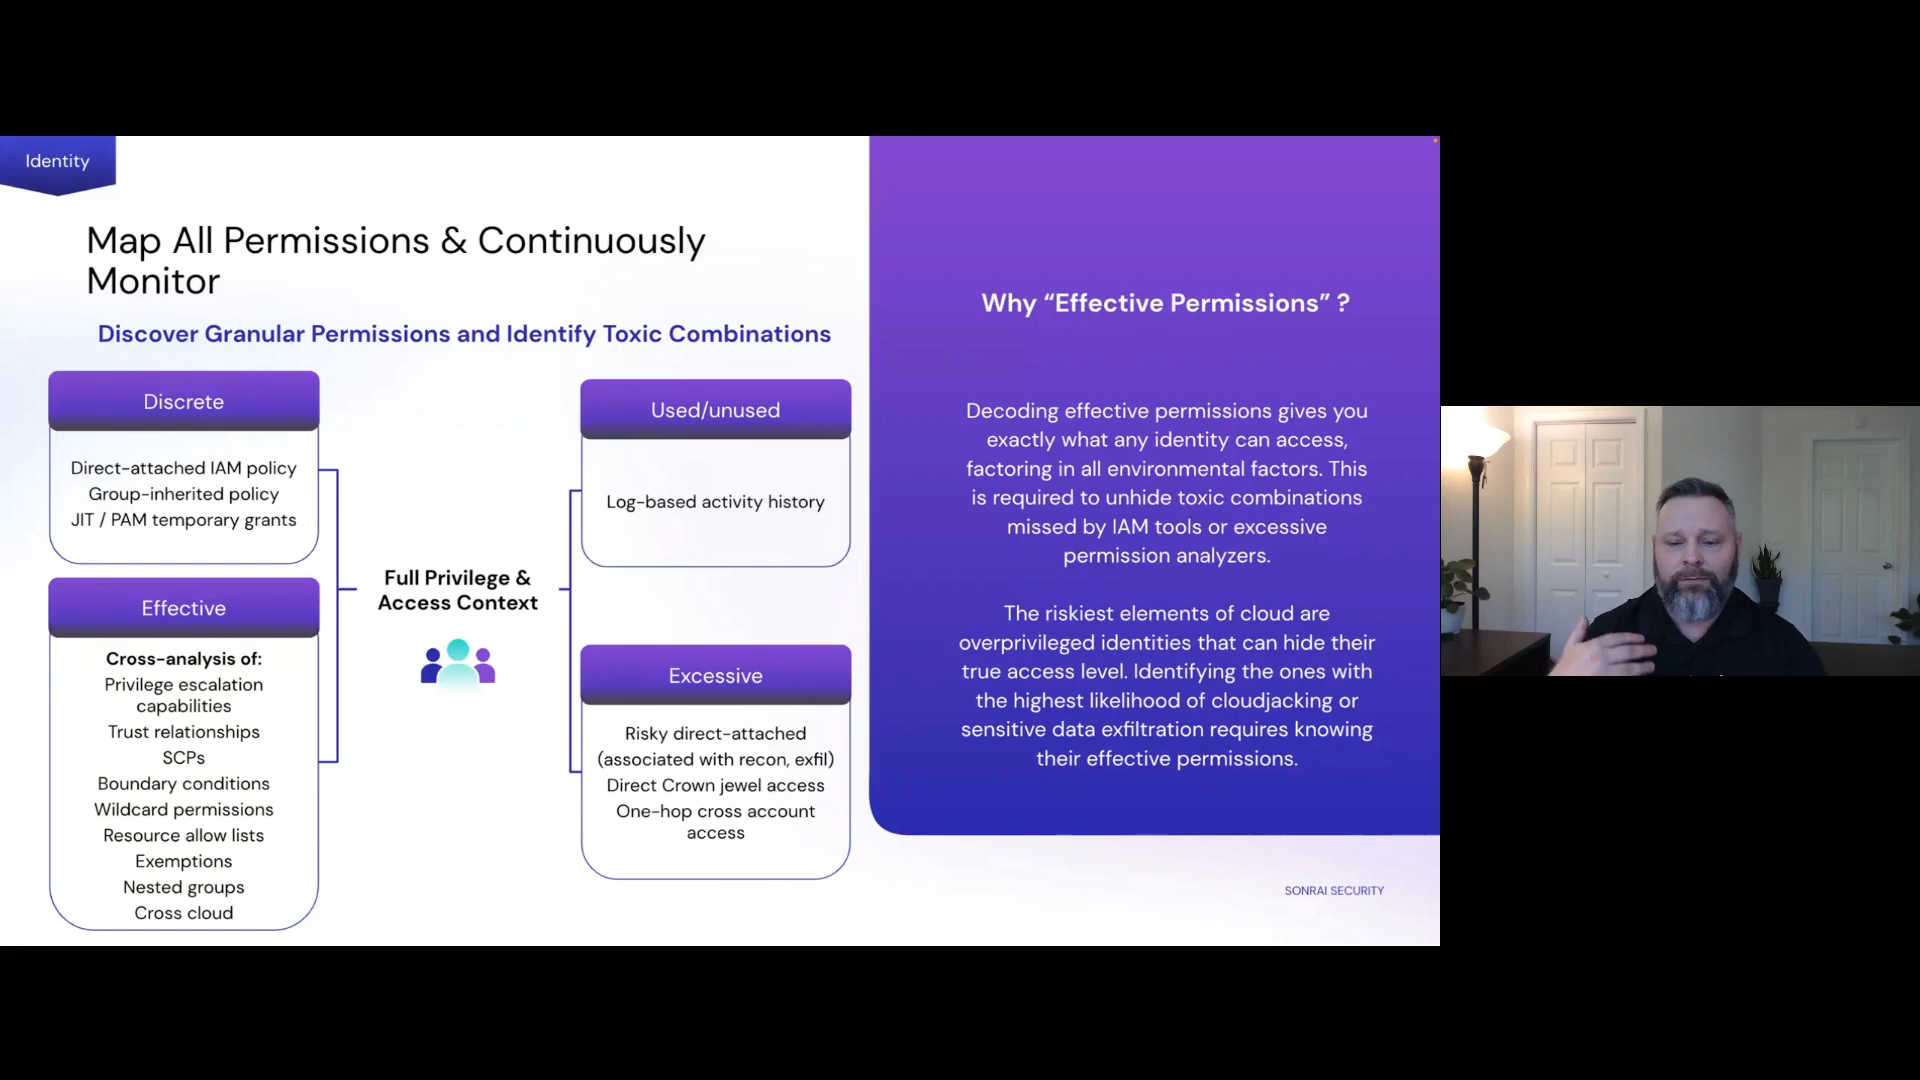 Identity
Map All Permissions & Continuously
Monitor
Discover Granular Permissions and Identify Toxic Combinations
Discrete
Direct-attached IAM policy
Group-inherited policy
JIT / PAM temporary grants
Effective
Cross-analysis of:
Privilege escalation
capabilities
Trust relationships
SCPs
Boundary conditions
Wildcard permissions
Resource allow lists
Exemptions
Nested groups
Cross cloud
Full Privilege &
Access Context
Used/unused
Log-based activity history
Excessive
Risky direct-attached
(associated with recon, exfil)
Direct Crown jewel access
One-hop cross account
access
Why “Effective Permissions” ?
Decoding effective permissions gives you
exactly what any identity can access,
factoring in all environmental factors. This
is required to unhide toxic combinations
missed by IAM tools or excessive
permission analyzers.
The riskiest elements of cloud are
overprivileged identities that can hide their
true access level. Identifying the ones with
the highest likelihood of cloudjacking or
sensitive data exfiltration requires knowing
their effective permissions.
SONRAI SECURITY